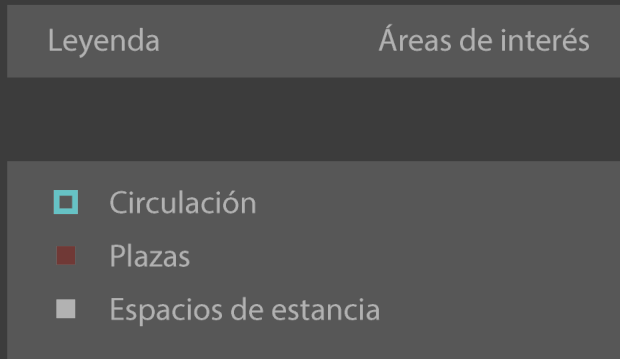 Leyenda Áreas de interés
Circulación
Plazas
Espacios de estancia